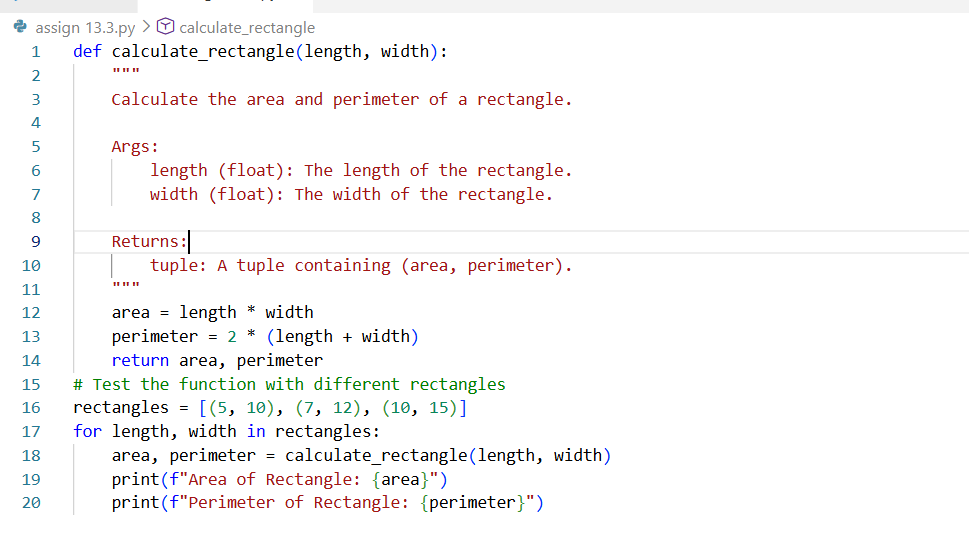 assign 13.3.py > calculate_rectangle
1 def calculate_rectangle(length, width):
2     """
3     Calculate the area and perimeter of a rectangle.
4
5     Args:
6         length (float): The length of the rectangle.
7         width (float): The width of the rectangle.
8
9     Returns:
10         tuple: A tuple containing (area, perimeter).
11     """
12     area = length * width
13     perimeter = 2 * (length + width)
14     return area, perimeter
15 # Test the function with different rectangles
16 rectangles = [(5, 10), (7, 12), (10, 15)]
17 for length, width in rectangles:
18     area, perimeter = calculate_rectangle(length, width)
19     print(f"Area of Rectangle: {area}")
20     print(f"Perimeter of Rectangle: {perimeter}")